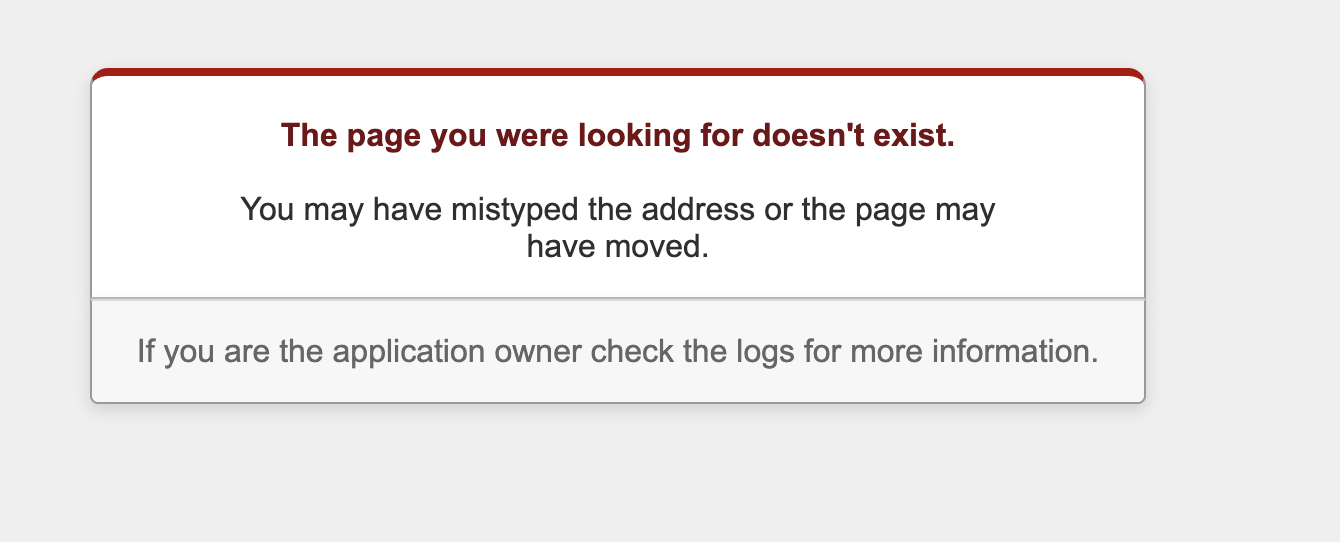 The page you were looking for doesn't exist.
You may have mistyped the address or the page may
have moved.
If you are the application owner check the logs for more information.